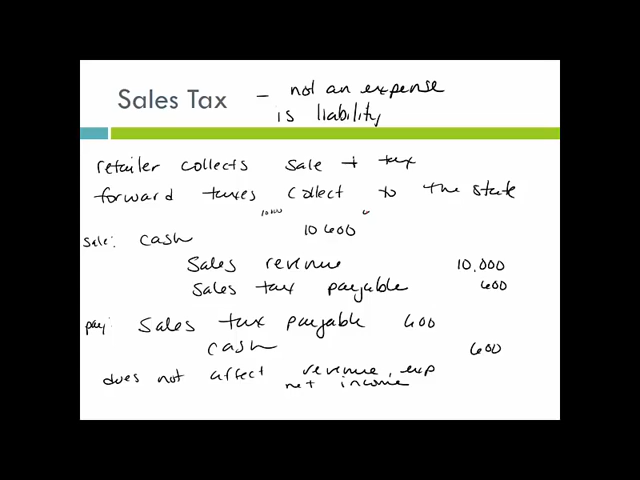 Sales Tax – not an expense
is liability
retailer collects sale + tax
forward taxes collect to the state
10000
sale: cash 10 600
Sales revenue 10,000
Sales tax payable 600
pay: Sales tax payable 600
cash 600
does not affect revenue, exp
net income